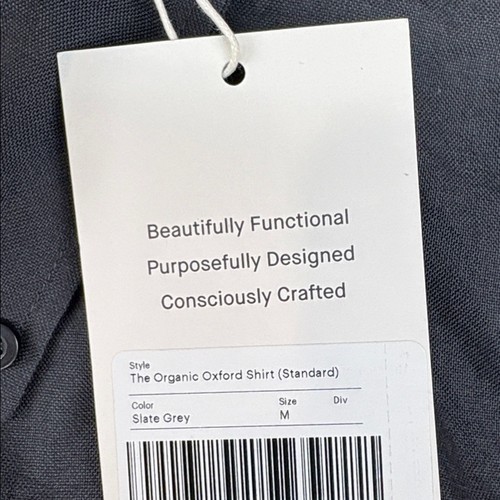 Beautifully Functional
Purposefully Designed
Consciously Crafted
Style
The Organic Oxford Shirt (Standard)
Color Size Div
Slate Grey M